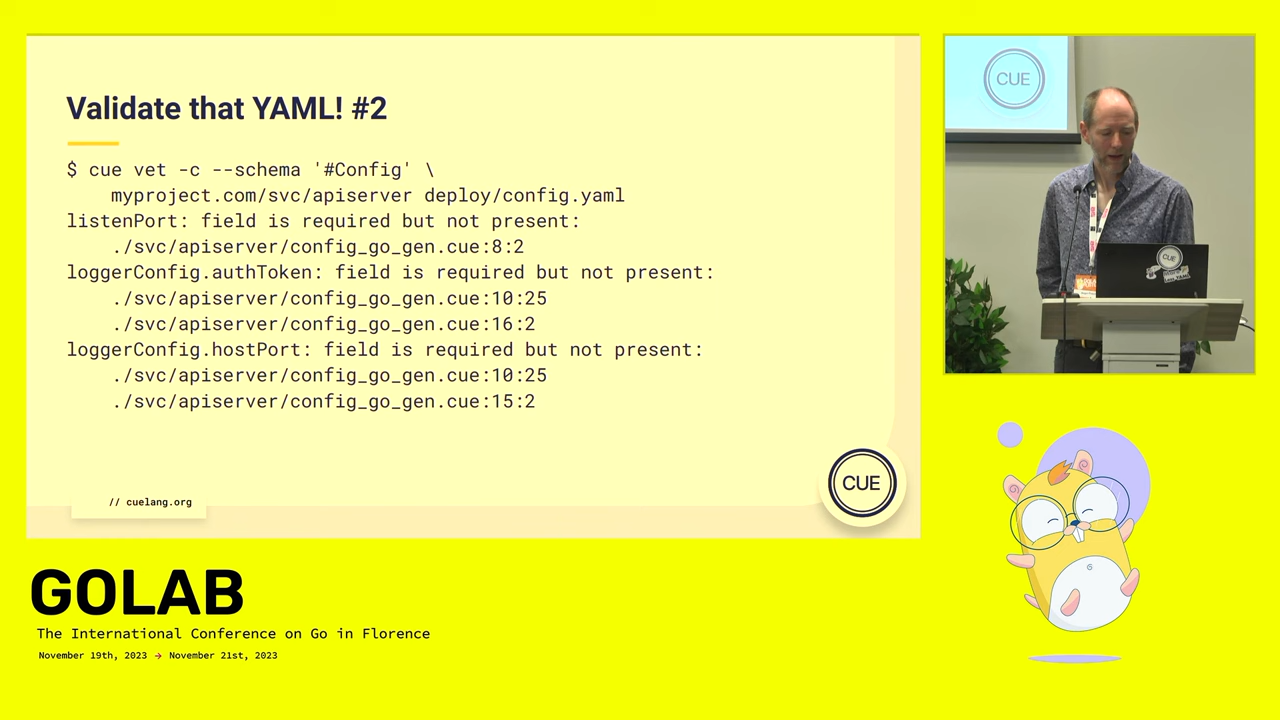 Validate that YAML! #2
$ cue vet -c --schema '#Config' \
myproject.com/svc/apiserver deploy/config.yaml
listenPort: field is required but not present:
./svc/apiserver/config_go_gen.cue:8:2
loggerConfig.authToken: field is required but not present:
./svc/apiserver/config_go_gen.cue:10:25
./svc/apiserver/config_go_gen.cue:16:2
loggerConfig.hostPort: field is required but not present:
./svc/apiserver/config_go_gen.cue:10:25
./svc/apiserver/config_go_gen.cue:15:2
// cuelang.org
CUE
CUE
CUE
GOLAB
The International Conference on Go in Florence
November 19th, 2023 → November 21st, 2023